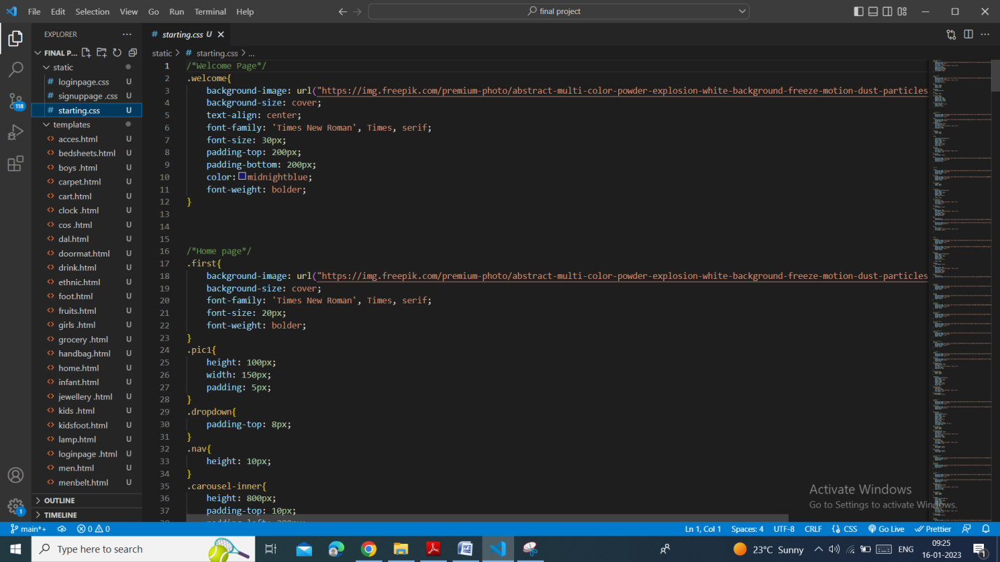 File Edit Selection View Go Run Terminal Help
final project
EXPLORER
FINAL P...
static
# loginpage.css U
# signuppage .css U
# starting.css U
templates
<> acces.html U
<> bedsheets.html U
<> boys .html U
<> carpet.html U
<> cart.html U
<> clock .html U
<> cos .html U
<> dal.html U
<> doormat.html U
<> drink.html U
<> ethnic.html U
<> foot.html U
<> fruits.html U
<> girls .html U
<> grocery .html U
<> handbag.html U
<> home.html U
<> infant.html U
<> jewellery .html U
<> kids .html U
<> kidsfoot.html U
<> lamp.html U
<> loginpage .html U
<> men.html U
<> menbelt.html U
OUTLINE
TIMELINE
118
1
# starting.css U
static > # starting.css > ...
1 /*Welcome Page*/
2 .welcome{
3 background-image: url("https://img.freepik.com/premium-photo/abstract-multi-color-powder-explosion-white-background-freeze-motion-dust-particles
4 background-size: cover;
5 text-align: center;
6 font-family: 'Times New Roman', Times, serif;
7 font-size: 30px;
8 padding-top: 200px;
9 padding-bottom: 200px;
10 color: midnightblue;
11 font-weight: bolder;
12 }
13
14
15
16 /*Home page*/
17 .first{
18 background-image: url("https://img.freepik.com/premium-photo/abstract-multi-color-powder-explosion-white-background-freeze-motion-dust-particles
19 background-size: cover;
20 font-family: 'Times New Roman', Times, serif;
21 font-size: 20px;
22 font-weight: bolder;
23 }
24 .pic1{
25 height: 100px;
26 width: 150px;
27 padding: 5px;
28 }
29 .dropdown{
30 padding-top: 8px;
31 }
32 .nav{
33 height: 10px;
34 }
35 .carousel-inner{
36 height: 800px;
37 padding-top: 10px;
Activate Windows
Go to Settings to activate Windows.
main*+ 0 0 Ln 1, Col 1 Spaces: 4 UTF-8 CRLF {} CSS Go Live Prettier
Type here to search
23°C Sunny ENG 09:25
16-01-2023
1